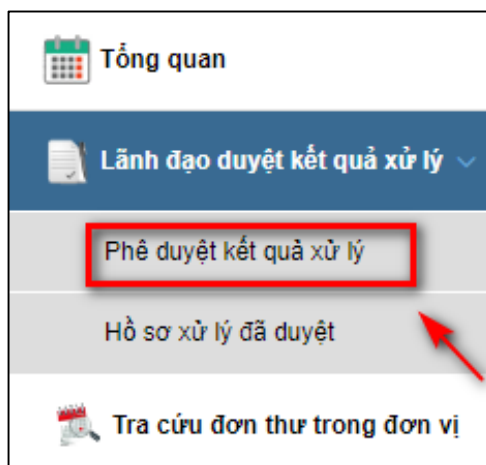 Tổng quan
Lãnh đạo duyệt kết quả xử lý
Phê duyệt kết quả xử lý
Hồ sơ xử lý đã duyệt
Tra cứu đơn thư trong đơn vị